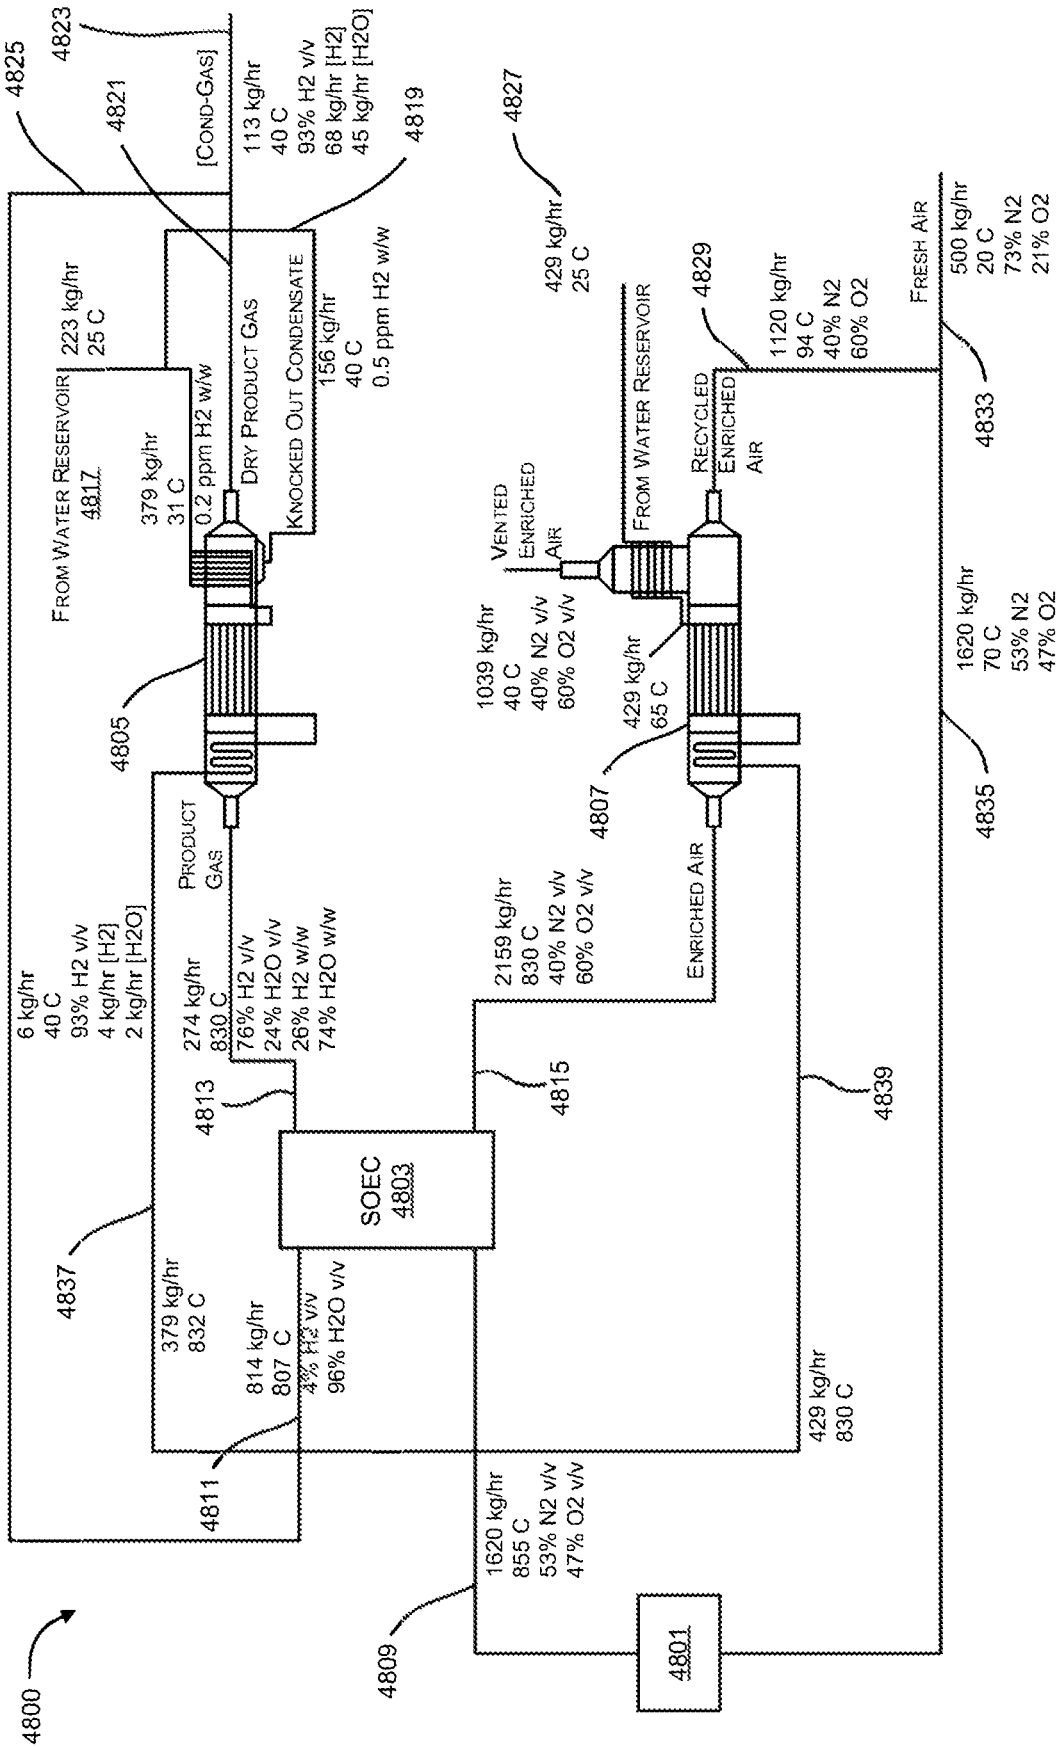 4800
4825
4823
4821
[COND-GAS]
113 kg/hr
40 C
93% H2 v/v
68 kg/hr [H2]
45 kg/hr [H2O]
4819
223 kg/hr
25 C
FROM WATER RESERVOIR
4817
379 kg/hr
31 C
0.2 ppm H2 w/w
DRY PRODUCT GAS
KNOCKED OUT CONDENSATE
156 kg/hr
40 C
0.5 ppm H2 w/w
4805
PRODUCT
GAS
6 kg/hr
40 C
93% H2 v/v
4 kg/hr [H2]
2 kg/hr [H2O]
274 kg/hr
830 C
76% H2 v/v
24% H2O v/v
26% H2 w/w
74% H2O w/w
4813
4837
379 kg/hr
832 C
814 kg/hr
807 C
4% H2 v/v
96% H2O v/v
4811
SOEC
4803
4815
2159 kg/hr
830 C
40% N2 v/v
60% O2 v/v
ENRICHED AIR
4807
1039 kg/hr
40 C
40% N2 v/v
60% O2 v/v
429 kg/hr
65 C
VENTED
ENRICHED
AIR
4827
429 kg/hr
25 C
FROM WATER RESERVOIR
RECYCLED
ENRICHED
AIR
4829
1120 kg/hr
94 C
40% N2
60% O2
FRESH AIR
500 kg/hr
20 C
73% N2
21% O2
4833
1620 kg/hr
70 C
53% N2
47% O2
4835
4839
429 kg/hr
830 C
1620 kg/hr
855 C
53% N2 v/v
47% O2 v/v
4809
4801